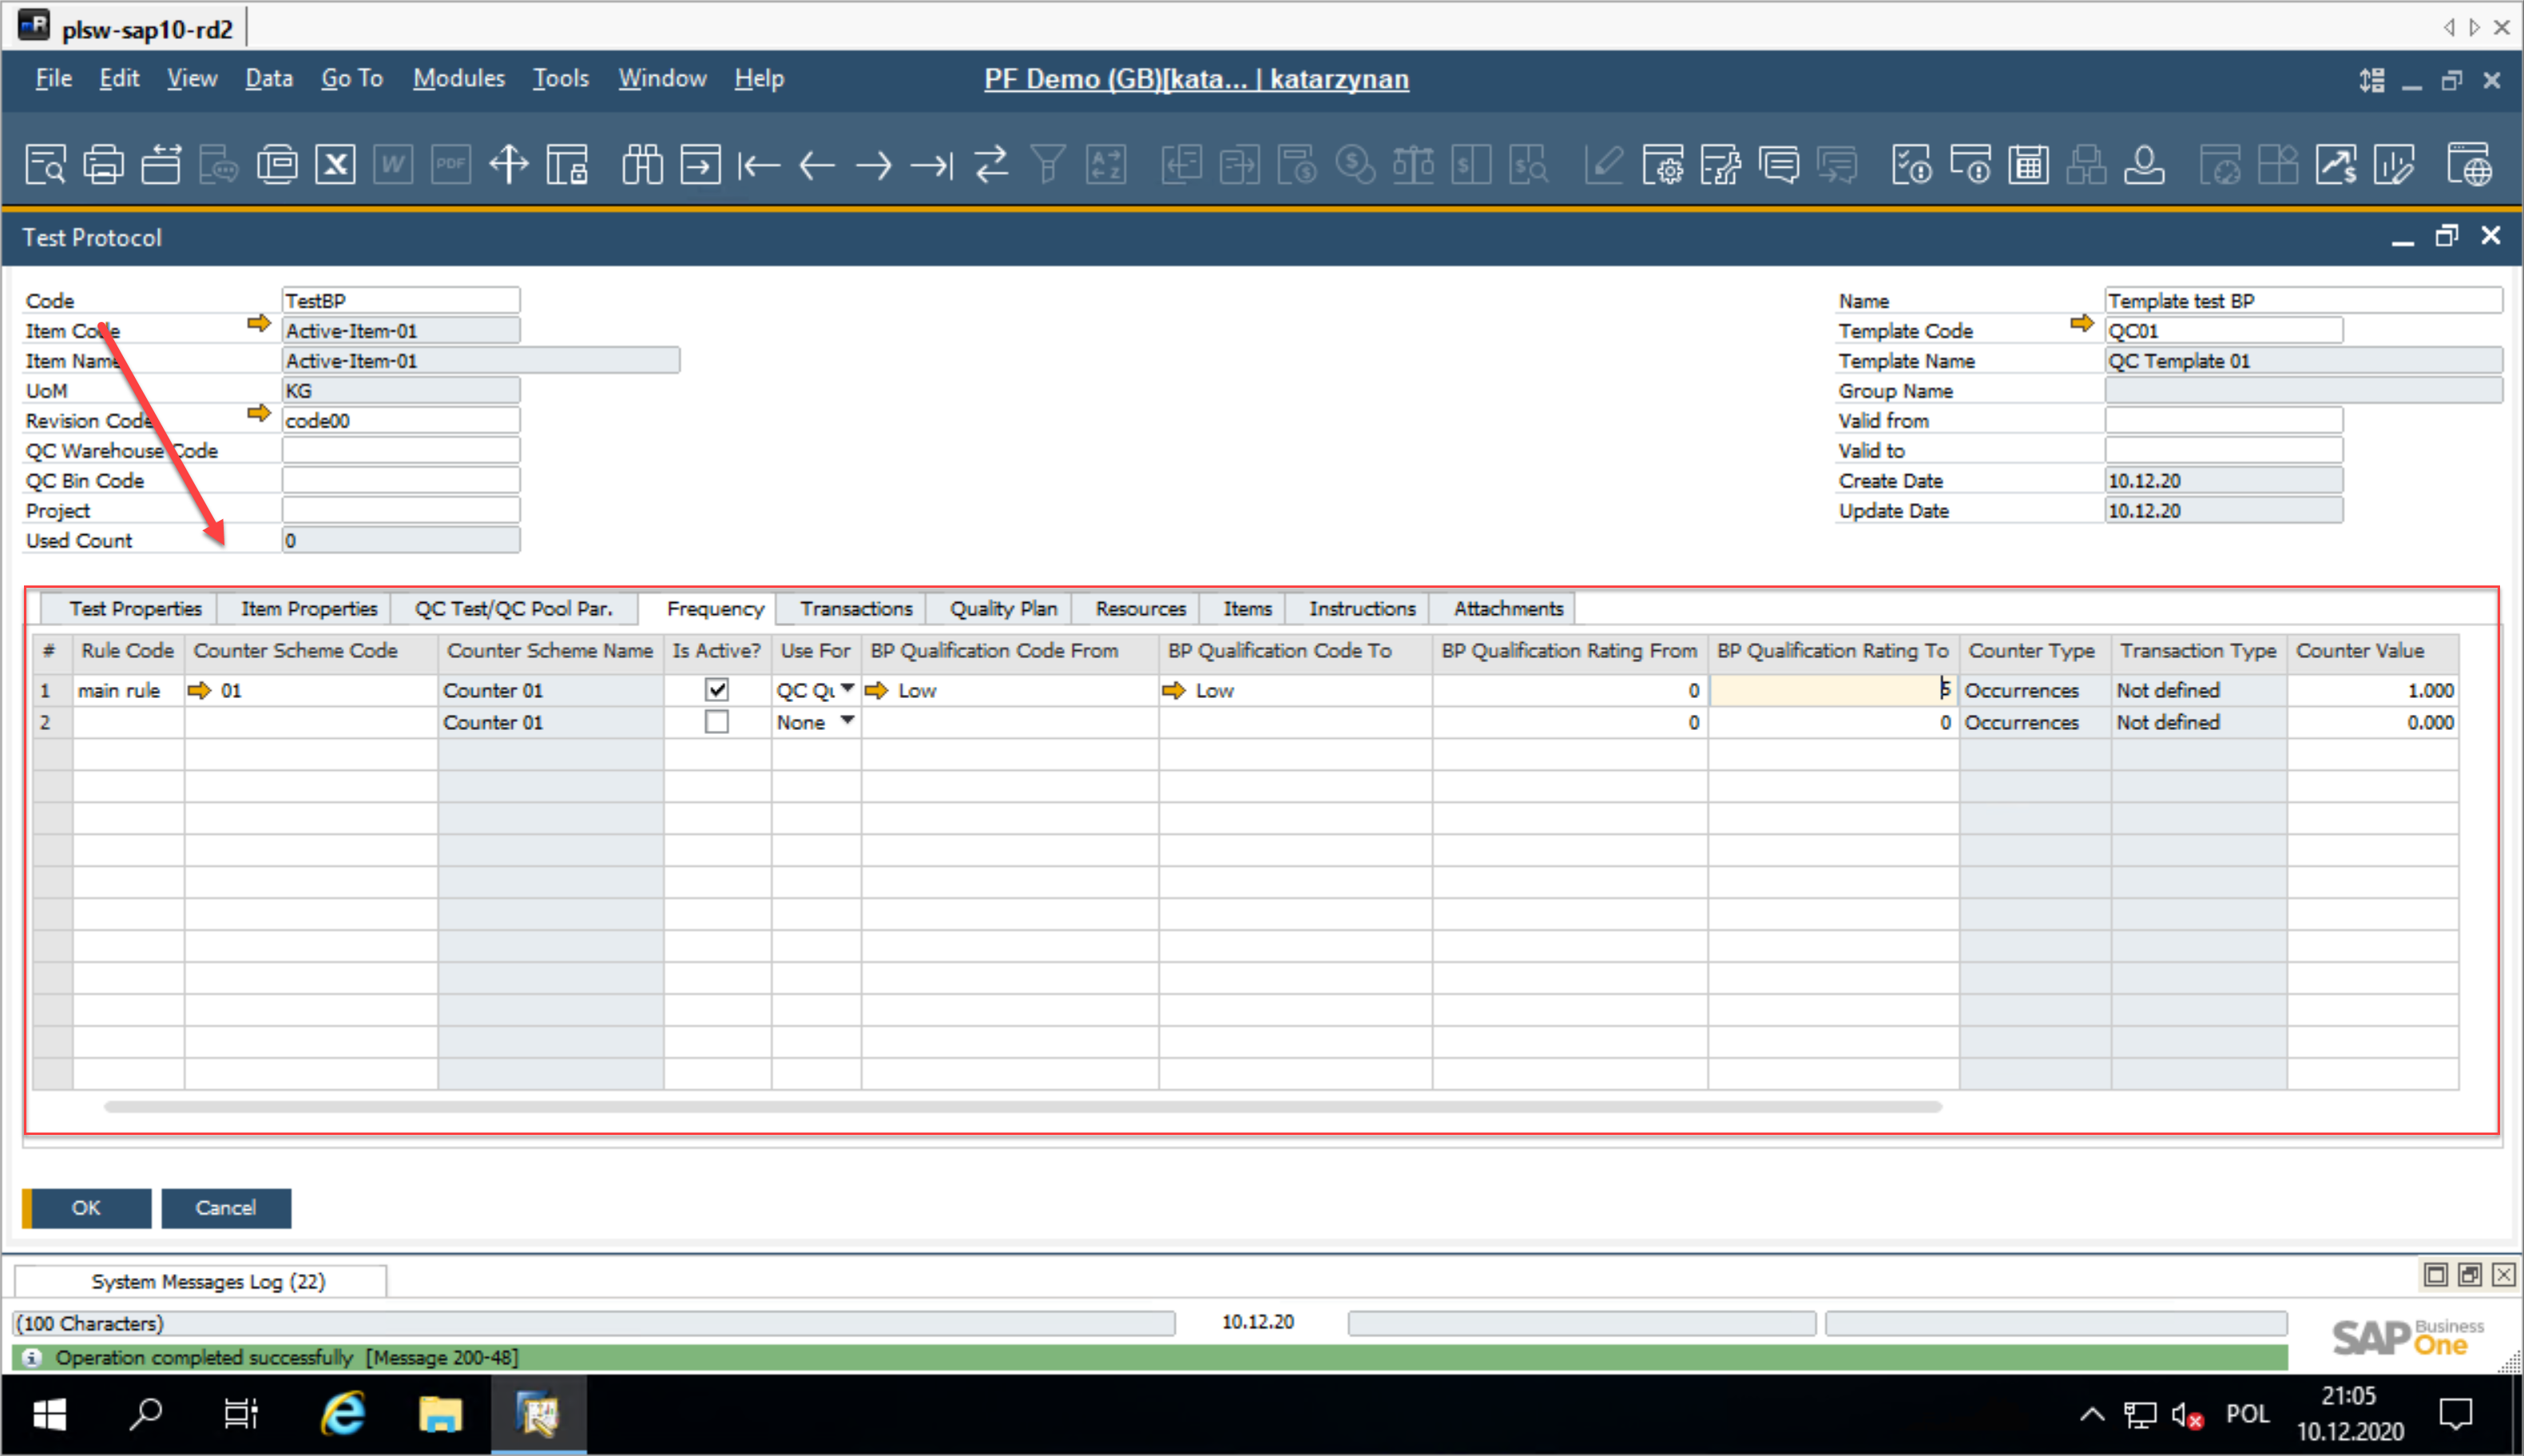 plsw-sap10-rd2
File Edit View Data Go To Modules Tools Window Help PF Demo (GB)[kata... | katarzynan
Test Protocol
Code TestBP Name Template test BP
Item Code Active-Item-01 Template Code QC01
Item Name Active-Item-01 Template Name QC Template 01
UoM KG Group Name
Revision Code code00 Valid from
QC Warehouse Code Valid to
QC Bin Code Create Date 10.12.20
Project Update Date 10.12.20
Used Count 0
Test Properties Item Properties QC Test/QC Pool Par. Frequency Transactions Quality Plan Resources Items Instructions Attachments
# Rule Code Counter Scheme Code Counter Scheme Name Is Active? Use For BP Qualification Code From BP Qualification Code To BP Qualification Rating From BP Qualification Rating To Counter Type Transaction Type Counter Value
1 main rule 01 Counter 01 QC Qu Low Low 0 5 Occurrences Not defined 1.000
2 Counter 01 None 0 0 Occurrences Not defined 0.000
OK Cancel
System Messages Log (22)
(100 Characters) 10.12.20
SAP Business One
Operation completed successfully [Message 200-48]
POL 21:05
10.12.2020